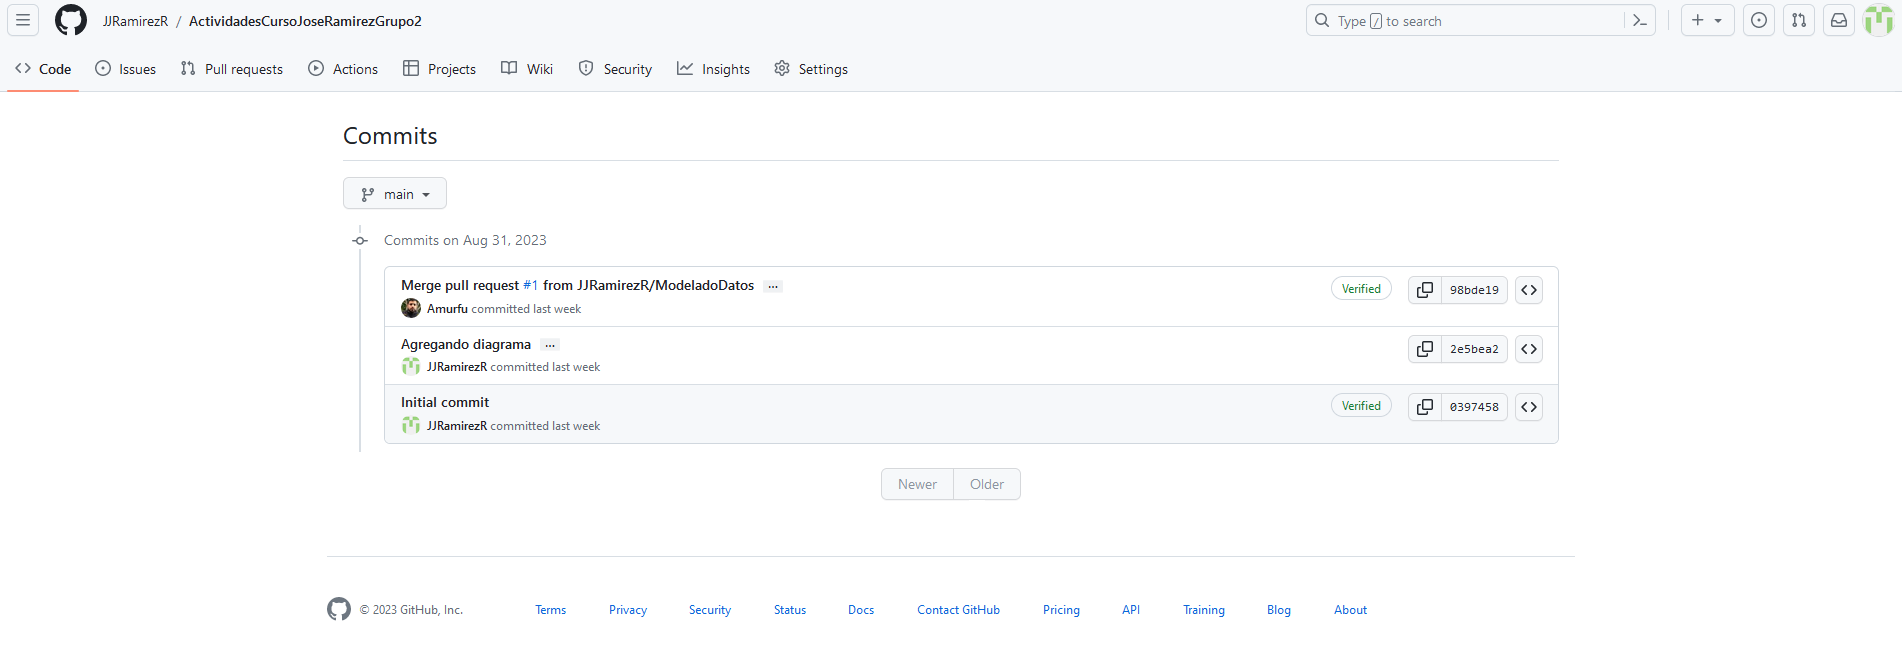 JJRamirezR / ActividadesCursoJoseRamirezGrupo2
Type / to search
Code Issues Pull requests Actions Projects Wiki Security Insights Settings
Commits
main
Commits on Aug 31, 2023
Merge pull request #1 from JJRamirezR/ModeladoDatos ...
Verified 98bde19
Amurfu committed last week
Agregando diagrama ...
2e5bea2
JJRamirezR committed last week
Initial commit
Verified 0397458
JJRamirezR committed last week
Newer Older
© 2023 GitHub, Inc. Terms Privacy Security Status Docs Contact GitHub Pricing API Training Blog About